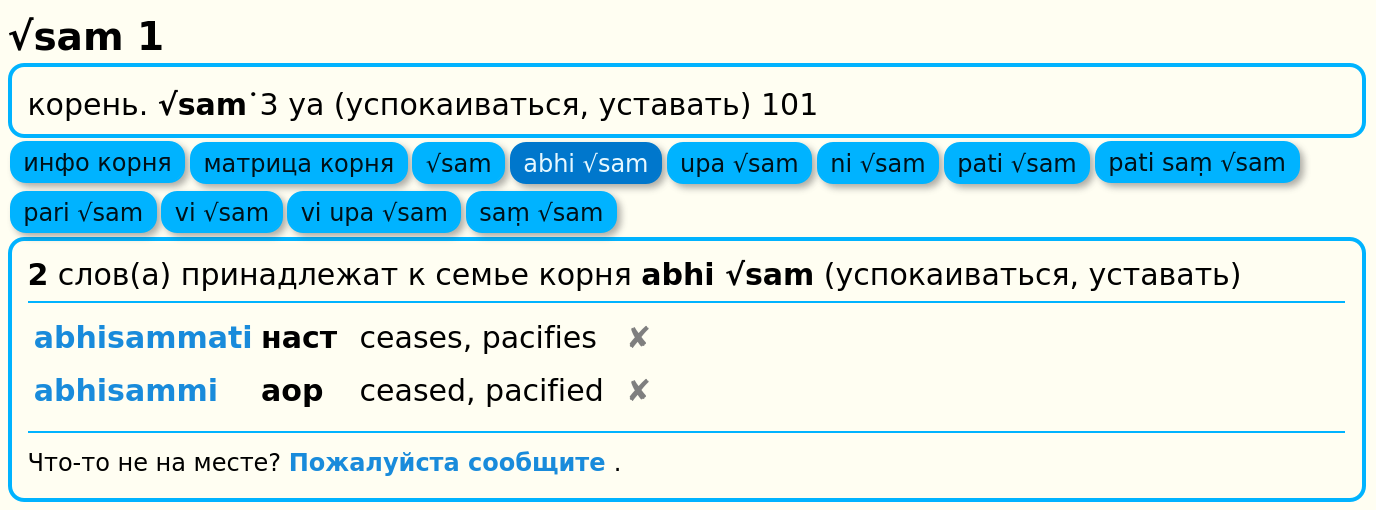 √sam 1
корень. √sam･3 ya (успокаиваться, уставать) 101
инфо корня матрица корня √sam abhi √sam upa √sam ni √sam pati √sam pati saṃ √sam
pari √sam vi √sam vi upa √sam saṃ √sam
2 слов(а) принадлежат к семье корня abhi √sam (успокаиваться, уставать)
abhisammati наст ceases, pacifies ✘
abhisammi аор ceased, pacified ✘
Что-то не на месте? Пожалуйста сообщите .